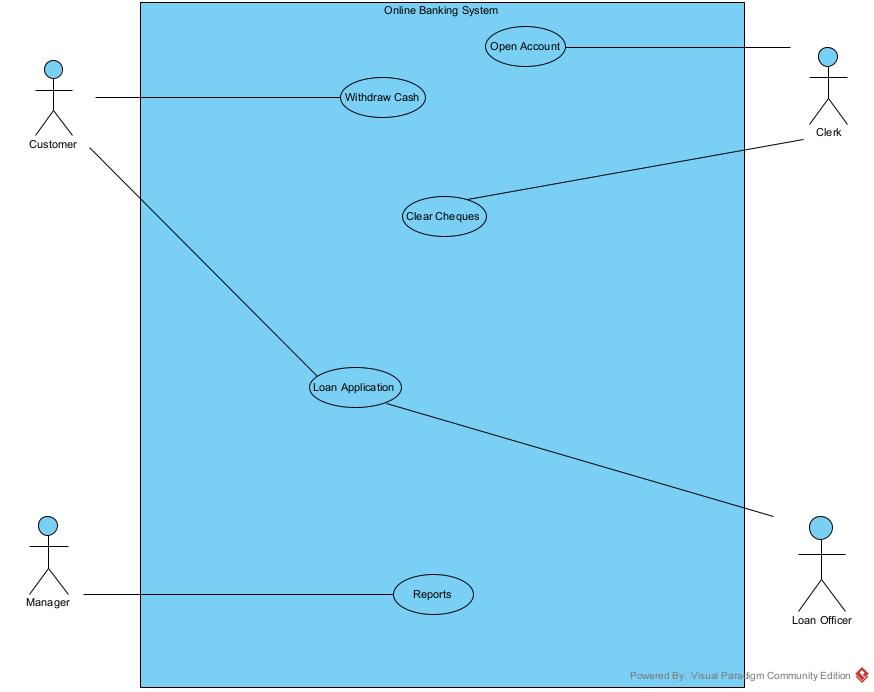 Online Banking System
Open Account
Withdraw Cash
Clerk
Customer
Clear Cheques
Loan Application
Reports
Manager
Loan Officer
Powered By: Visual Paradigm Community Edition